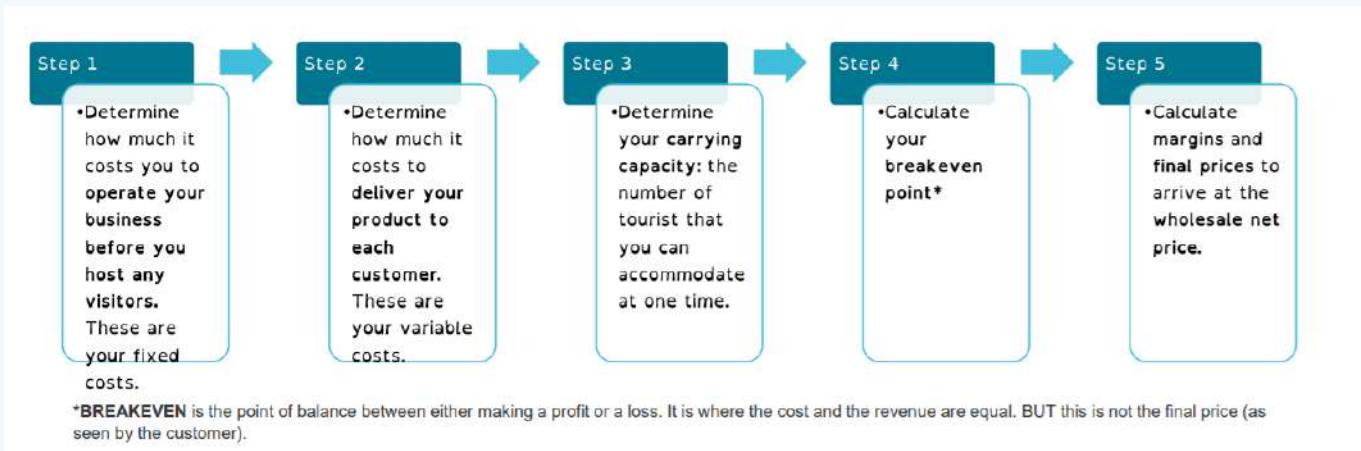 Step 1
•Determine
how much it
costs you to
operate your
business
before you
host any
visitors.
These are
your fixed
costs.
Step 2
•Determine
how much it
costs to
deliver your
product to
each
customer.
These are
your variable
costs.
Step 3
•Determine
your carrying
capacity: the
number of
tourist that
you can
accommodate
at one time.
Step 4
•Calculate
your
breakeven
point*
Step 5
•Calculate
margins and
final prices to
arrive at the
wholesale net
price.
*BREAKEVEN is the point of balance between either making a profit or a loss. It is where the cost and the revenue are equal. BUT this is not the final price (as
seen by the customer).